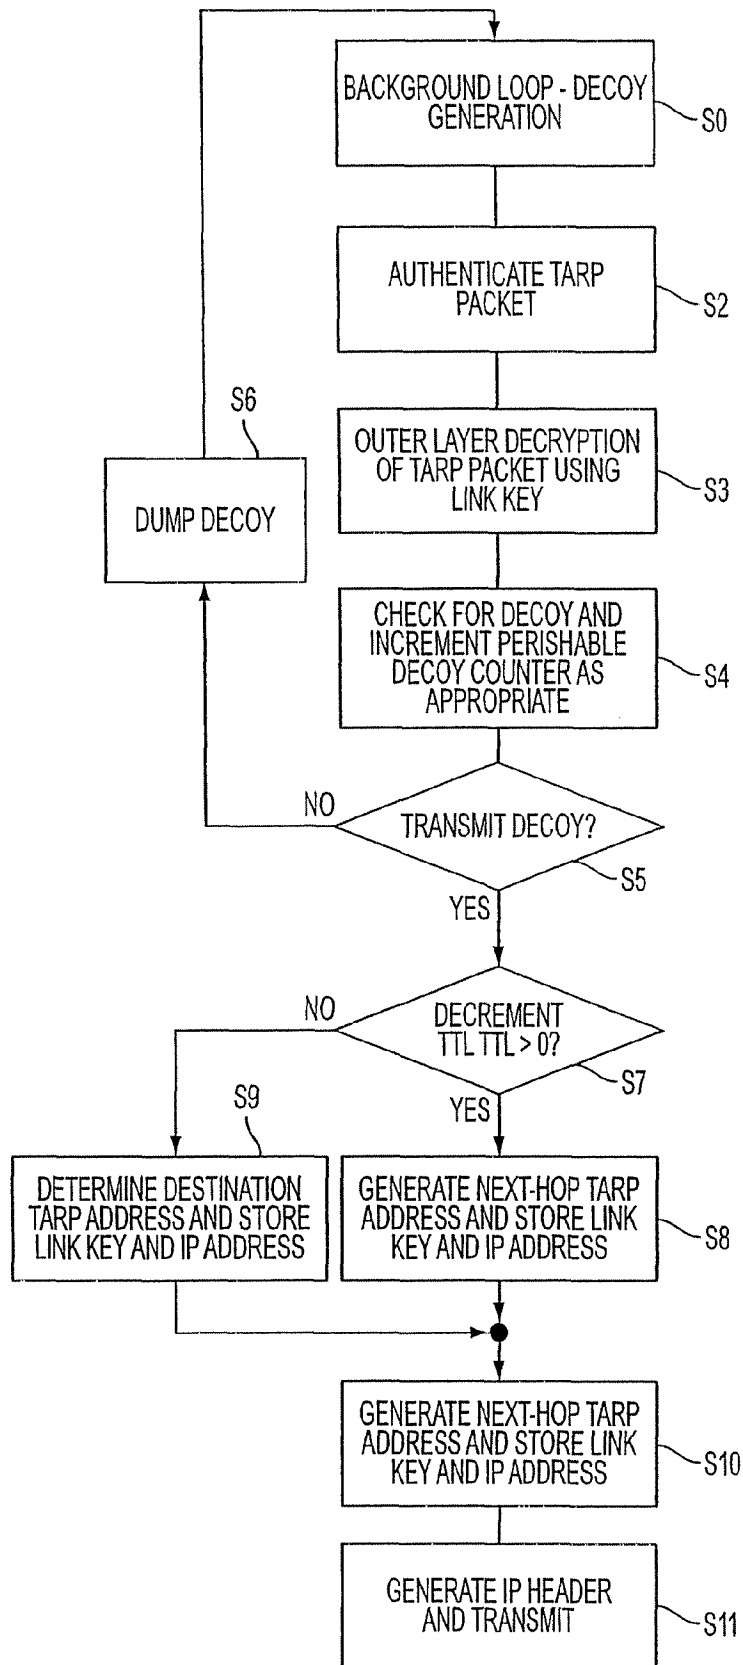 BACKGROUND LOOP - DECOY
GENERATION
S0
AUTHENTICATE TARP
PACKET
S2
S6
DUMP DECOY
OUTER LAYER DECRYPTION
OF TARP PACKET USING
LINK KEY
S3
CHECK FOR DECOY AND
INCREMENT PERISHABLE
DECOY COUNTER AS
APPROPRIATE
S4
NO
TRANSMIT DECOY?
S5
YES
NO
DECREMENT
TTL TTL > 0?
S7
YES
S9
DETERMINE DESTINATION
TARP ADDRESS AND STORE
LINK KEY AND IP ADDRESS
GENERATE NEXT-HOP TARP
ADDRESS AND STORE LINK
KEY AND IP ADDRESS
S8
GENERATE NEXT-HOP TARP
ADDRESS AND STORE LINK
KEY AND IP ADDRESS
S10
GENERATE IP HEADER
AND TRANSMIT
S11